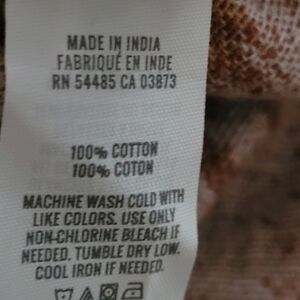 MADE IN INDIA
FABRIQUÉ EN INDE
RN 54485 CA 03873
100% COTTON
100% COTON
MACHINE WASH COLD WITH
LIKE COLORS. USE ONLY
NON-CHLORINE BLEACH IF
NEEDED. TUMBLE DRY LOW.
COOL IRON IF NEEDED.